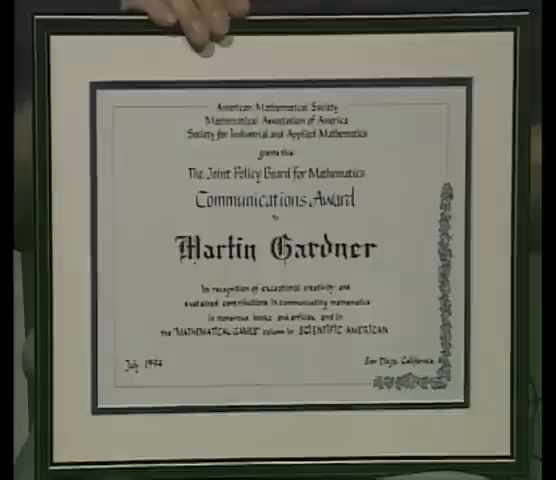 American Mathematical Society
Mathematical Association of America
Society for Industrial and Applied Mathematics
grants this
The Joint Policy Board for Mathematics
Communications Award
to
Martin Gardner
In recognition of exceptional creativity and
sustained contributions in communicating mathematics
in numerous books and articles, and in
the "MATHEMATICAL GAMES" column in SCIENTIFIC AMERICAN
July 1994
San Diego, California